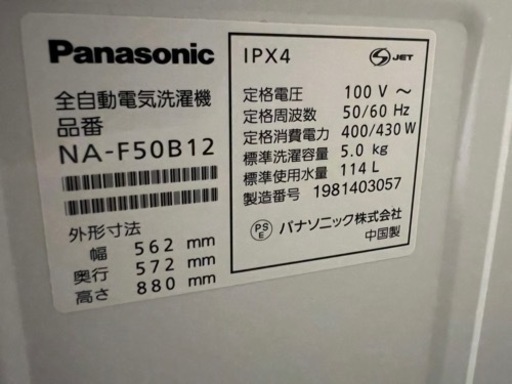 Panasonic
全自動電気洗濯機
品番
NA-F50B12
外形寸法
幅 562 mm
奥行 572 mm
高さ 880 mm
IPX4
S JET
定格電圧 100 V ～
定格周波数 50/60 Hz
定格消費電力 400/430 W
標準洗濯容量 5.0 kg
標準使用水量 114 L
製造番号 1981403057
PS
E
パナソニック株式会社
中国製